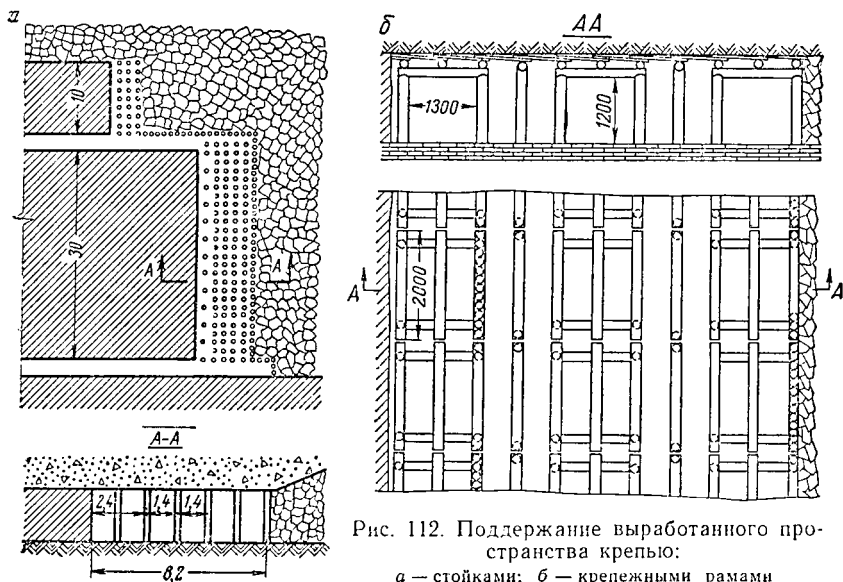 а
10
30
А
А
А-А
2,4
1,4
1,4
8,2
б
АА
1300
1200
2000
А
А
Рис. 112. Поддержание выработанного про-
странства крепью:
а — стойками; б — крепежными рамами